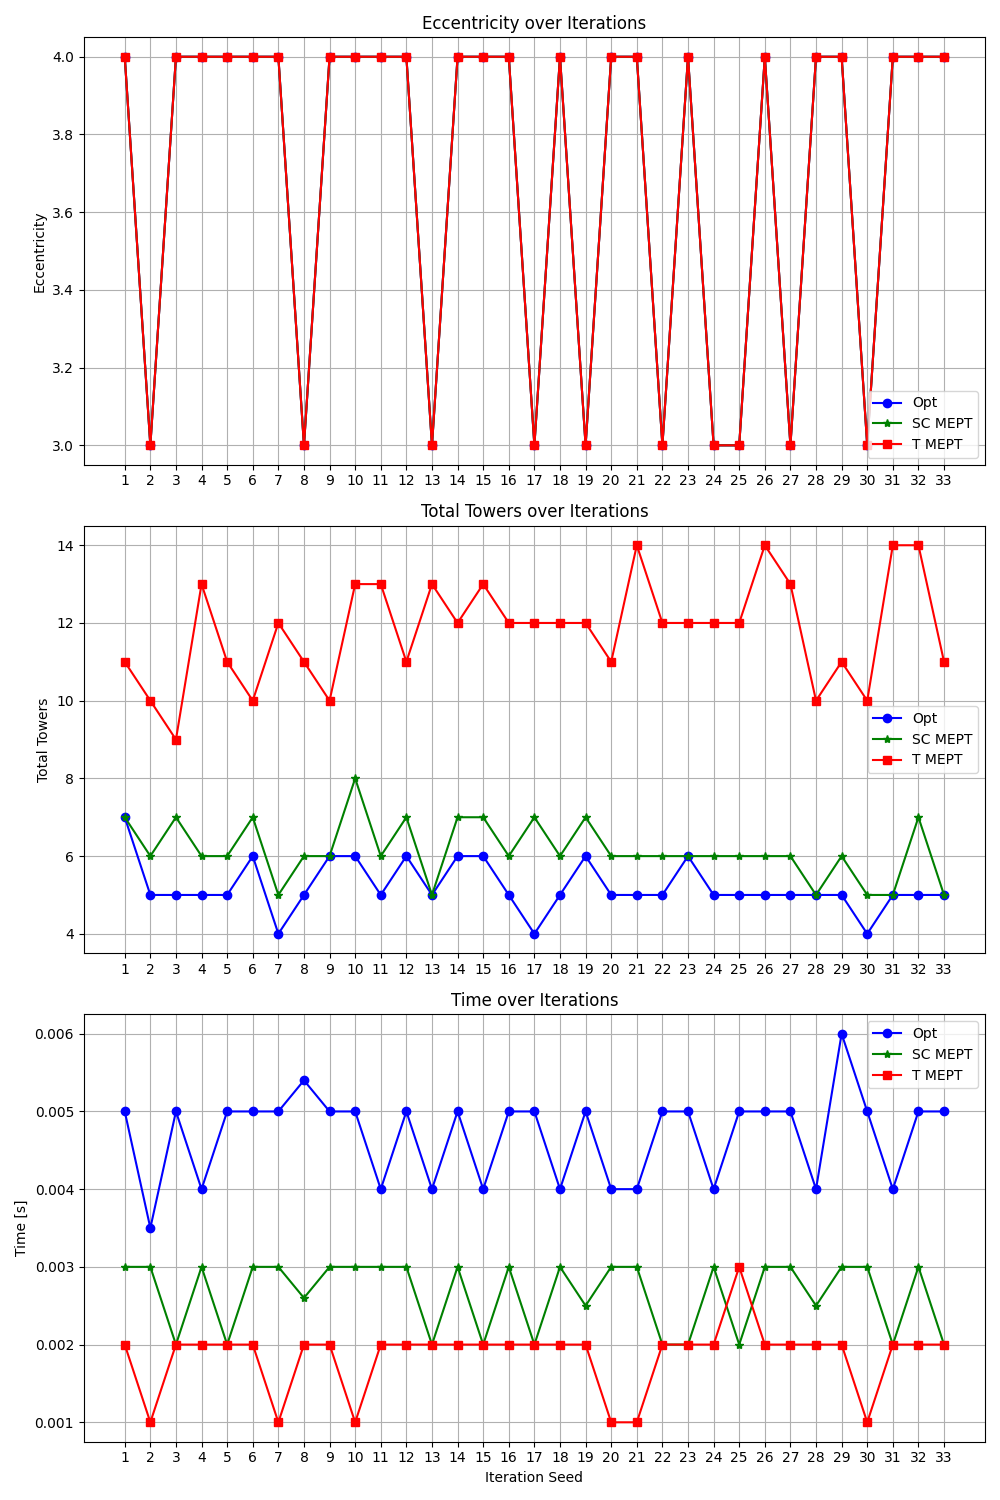 Eccentricity over Iterations
Eccentricity
4.0
3.8
3.6
3.4
3.2
3.0
Opt
SC MEPT
T MEPT
1 2 3 4 5 6 7 8 9 10 11 12 13 14 15 16 17 18 19 20 21 22 23 24 25 26 27 28 29 30 31 32 33
Total Towers over Iterations
Total Towers
14
12
10
8
6
4
Opt
SC MEPT
T MEPT
1 2 3 4 5 6 7 8 9 10 11 12 13 14 15 16 17 18 19 20 21 22 23 24 25 26 27 28 29 30 31 32 33
Time over Iterations
Time [s]
0.006
0.005
0.004
0.003
0.002
0.001
Opt
SC MEPT
T MEPT
1 2 3 4 5 6 7 8 9 10 11 12 13 14 15 16 17 18 19 20 21 22 23 24 25 26 27 28 29 30 31 32 33
Iteration Seed